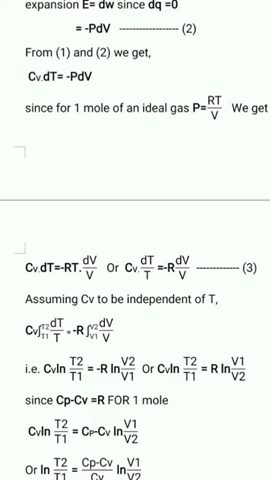 expansion E= dw since dq =0
= -PdV ------------------ (2)
From (1) and (2) we get,
Cv.dT= -PdV
since for 1 mole of an ideal gas P=RT/V We get
Cv.dT=-RT.dV/V Or Cv.dT/T=-R dV/V ------------ (3)
Assuming Cv to be independent of T,
Cv∫T2T1 dT/T = -R ∫V2V1 dV/V
i.e. Cvln T2/T1 = -R ln V2/V1 Or Cvln T2/T1 = R ln V1/V2
since Cp-Cv =R FOR 1 mole
Cvln T2/T1 = CP-Cv ln V1/V2
Or ln T2/T1 = Cp-Cv/Cv ln V1/V2